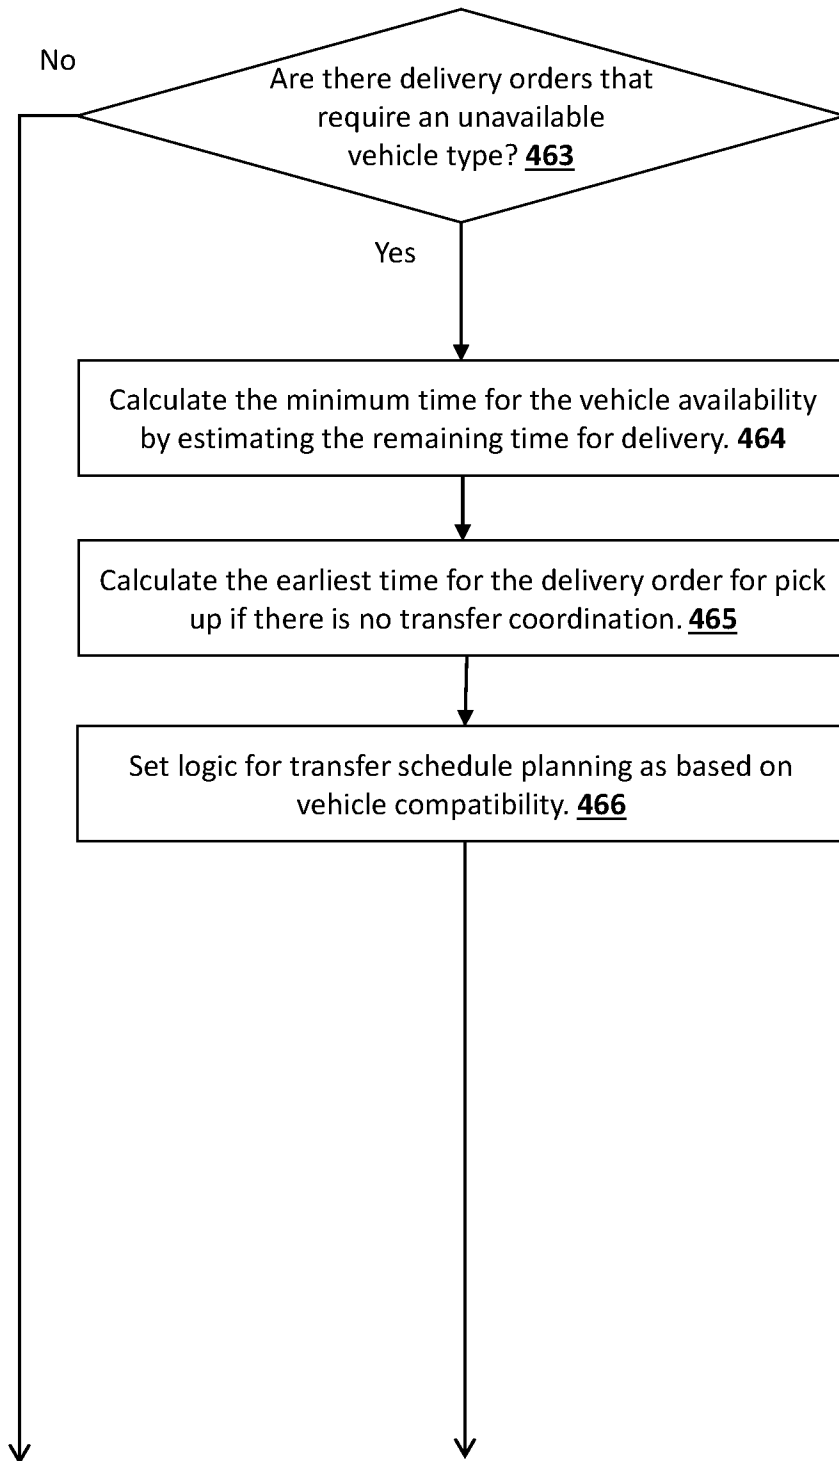 No
Are there delivery orders that
require an unavailable
vehicle type? 463
Yes
Calculate the minimum time for the vehicle availability
by estimating the remaining time for delivery. 464
Calculate the earliest time for the delivery order for pick
up if there is no transfer coordination. 465
Set logic for transfer schedule planning as based on
vehicle compatibility. 466